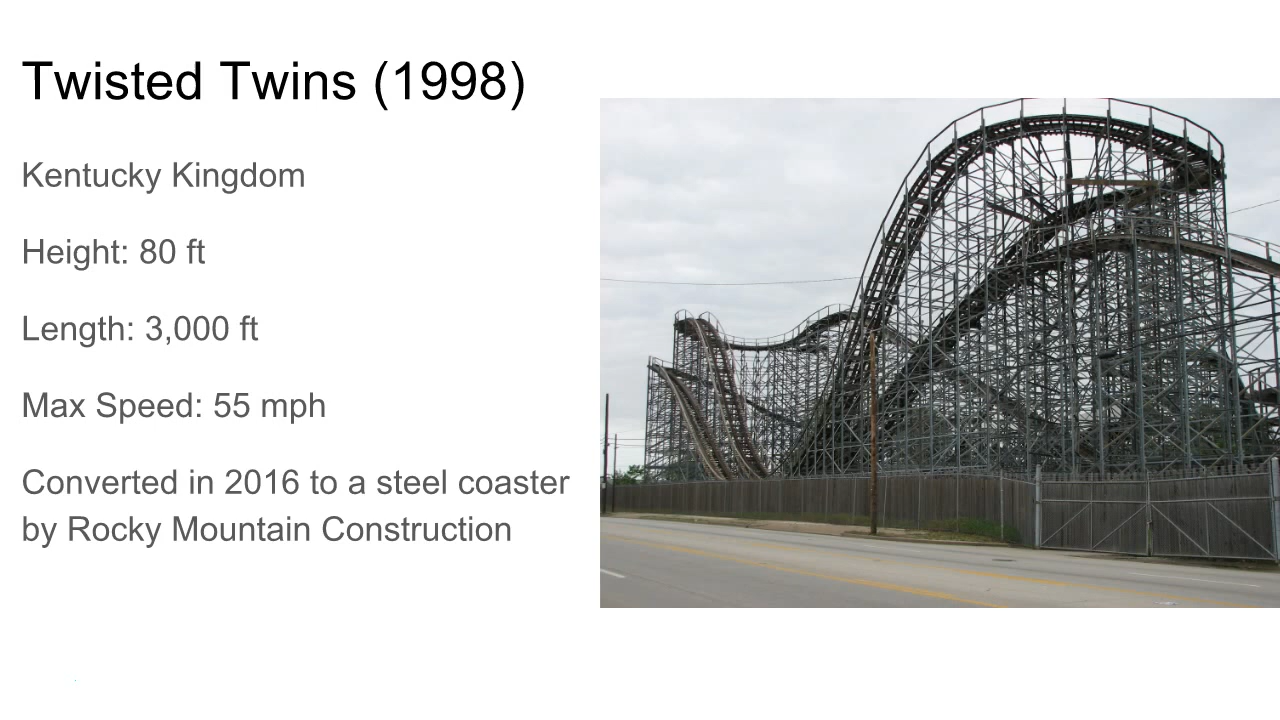 Twisted Twins (1998)
Kentucky Kingdom
Height: 80 ft
Length: 3,000 ft
Max Speed: 55 mph
Converted in 2016 to a steel coaster
by Rocky Mountain Construction